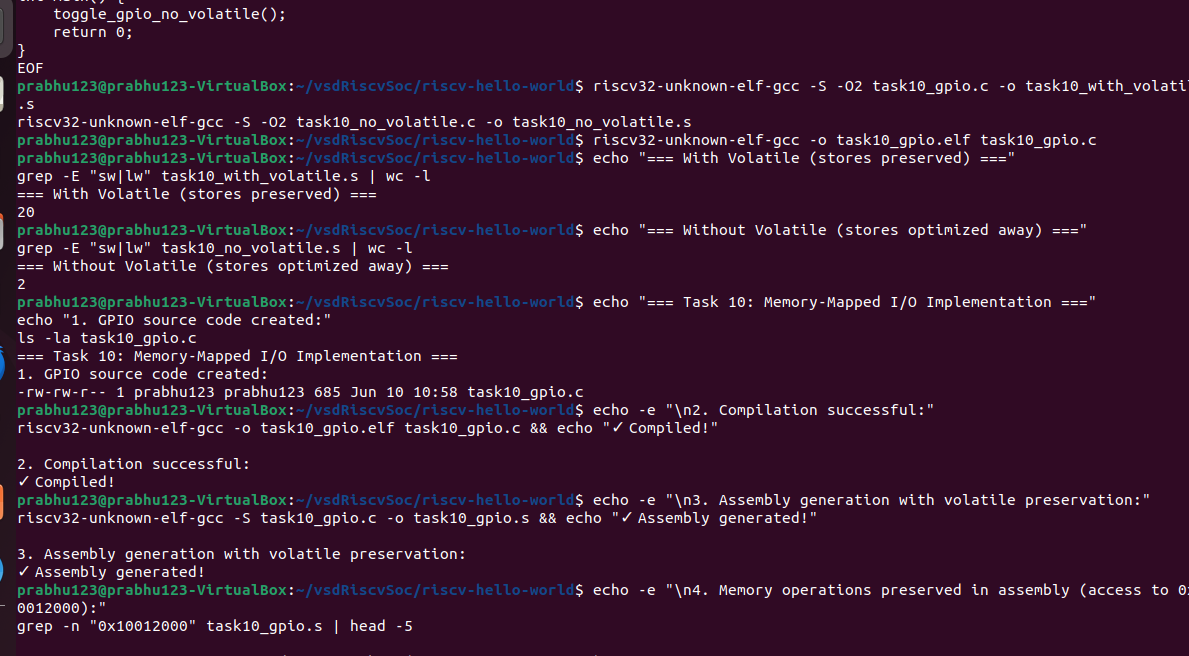 toggle_gpio_no_volatile();
    return 0;
}
EOF
prabhu123@prabhu123-VirtualBox:~/vsdRiscvSoc/riscv-hello-world$ riscv32-unknown-elf-gcc -S -O2 task10_gpio.c -o task10_with_volati
.s
riscv32-unknown-elf-gcc -S -O2 task10_no_volatile.c -o task10_no_volatile.s
prabhu123@prabhu123-VirtualBox:~/vsdRiscvSoc/riscv-hello-world$ riscv32-unknown-elf-gcc -o task10_gpio.elf task10_gpio.c
prabhu123@prabhu123-VirtualBox:~/vsdRiscvSoc/riscv-hello-world$ echo "=== With Volatile (stores preserved) ==="
grep -E "sw|lw" task10_with_volatile.s | wc -l
=== With Volatile (stores preserved) ===
20
prabhu123@prabhu123-VirtualBox:~/vsdRiscvSoc/riscv-hello-world$ echo "=== Without Volatile (stores optimized away) ==="
grep -E "sw|lw" task10_no_volatile.s | wc -l
=== Without Volatile (stores optimized away) ===
2
prabhu123@prabhu123-VirtualBox:~/vsdRiscvSoc/riscv-hello-world$ echo "=== Task 10: Memory-Mapped I/O Implementation ==="
echo "1. GPIO source code created:"
ls -la task10_gpio.c
=== Task 10: Memory-Mapped I/O Implementation ===
1. GPIO source code created:
-rw-rw-r-- 1 prabhu123 prabhu123 685 Jun 10 10:58 task10_gpio.c
prabhu123@prabhu123-VirtualBox:~/vsdRiscvSoc/riscv-hello-world$ echo -e "\n2. Compilation successful:"
riscv32-unknown-elf-gcc -o task10_gpio.elf task10_gpio.c && echo "✓ Compiled!"

2. Compilation successful:
✓ Compiled!
prabhu123@prabhu123-VirtualBox:~/vsdRiscvSoc/riscv-hello-world$ echo -e "\n3. Assembly generation with volatile preservation:"
riscv32-unknown-elf-gcc -S task10_gpio.c -o task10_gpio.s && echo "✓ Assembly generated!"

3. Assembly generation with volatile preservation:
✓ Assembly generated!
prabhu123@prabhu123-VirtualBox:~/vsdRiscvSoc/riscv-hello-world$ echo -e "\n4. Memory operations preserved in assembly (access to 0x
0012000):"
grep -n "0x10012000" task10_gpio.s | head -5